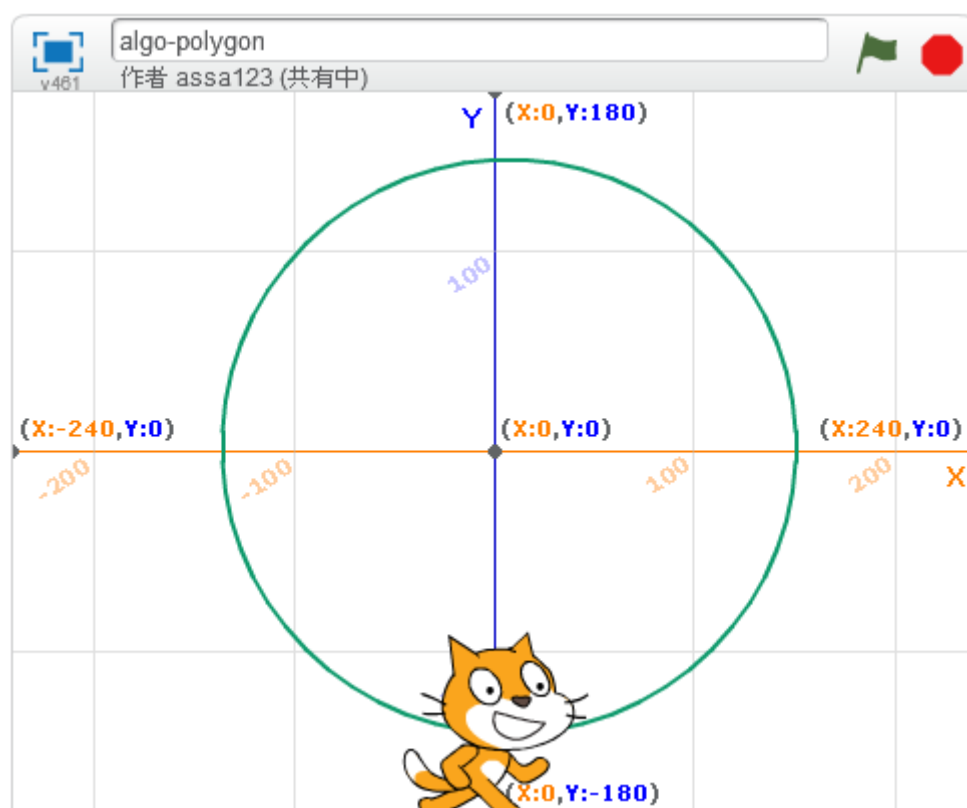 algo-polygon
v461
作者 assa123 (共有中)
Y
(X:0,Y:180)
100
(X:-240,Y:0)
(X:0,Y:0)
(X:240,Y:0)
-200
-100
100
200
X
(X:0,Y:-180)